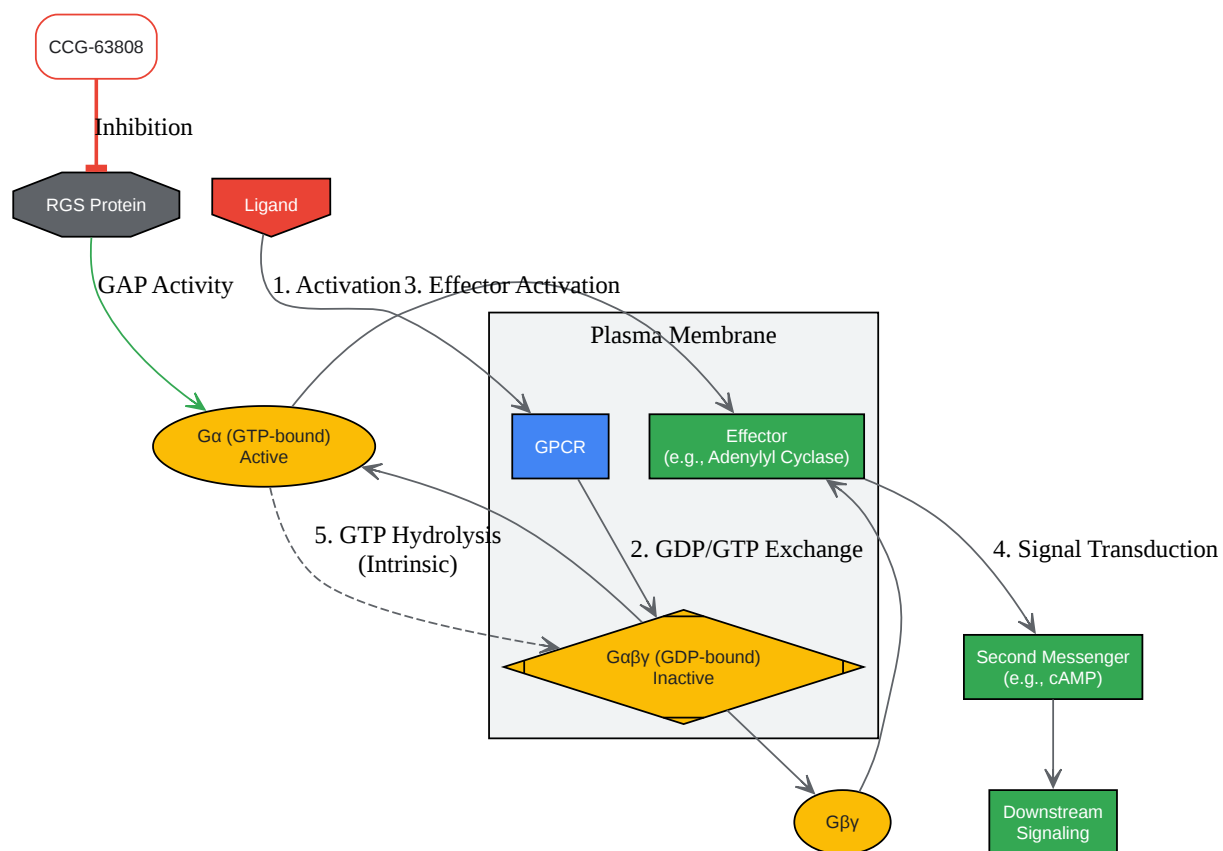 CCG-63808
Inhibition
RGS Protein
Ligand
GAP Activity
1. Activation
3. Effector Activation
Plasma Membrane
Gα (GTP-bound)
Active
GPCR
Effector
(e.g., Adenylyl Cyclase)
5. GTP Hydrolysis
(Intrinsic)
2. GDP/GTP Exchange
4. Signal Transduction
Gαβγ (GDP-bound)
Inactive
Second Messenger
(e.g., cAMP)
Gβγ
Downstream
Signaling